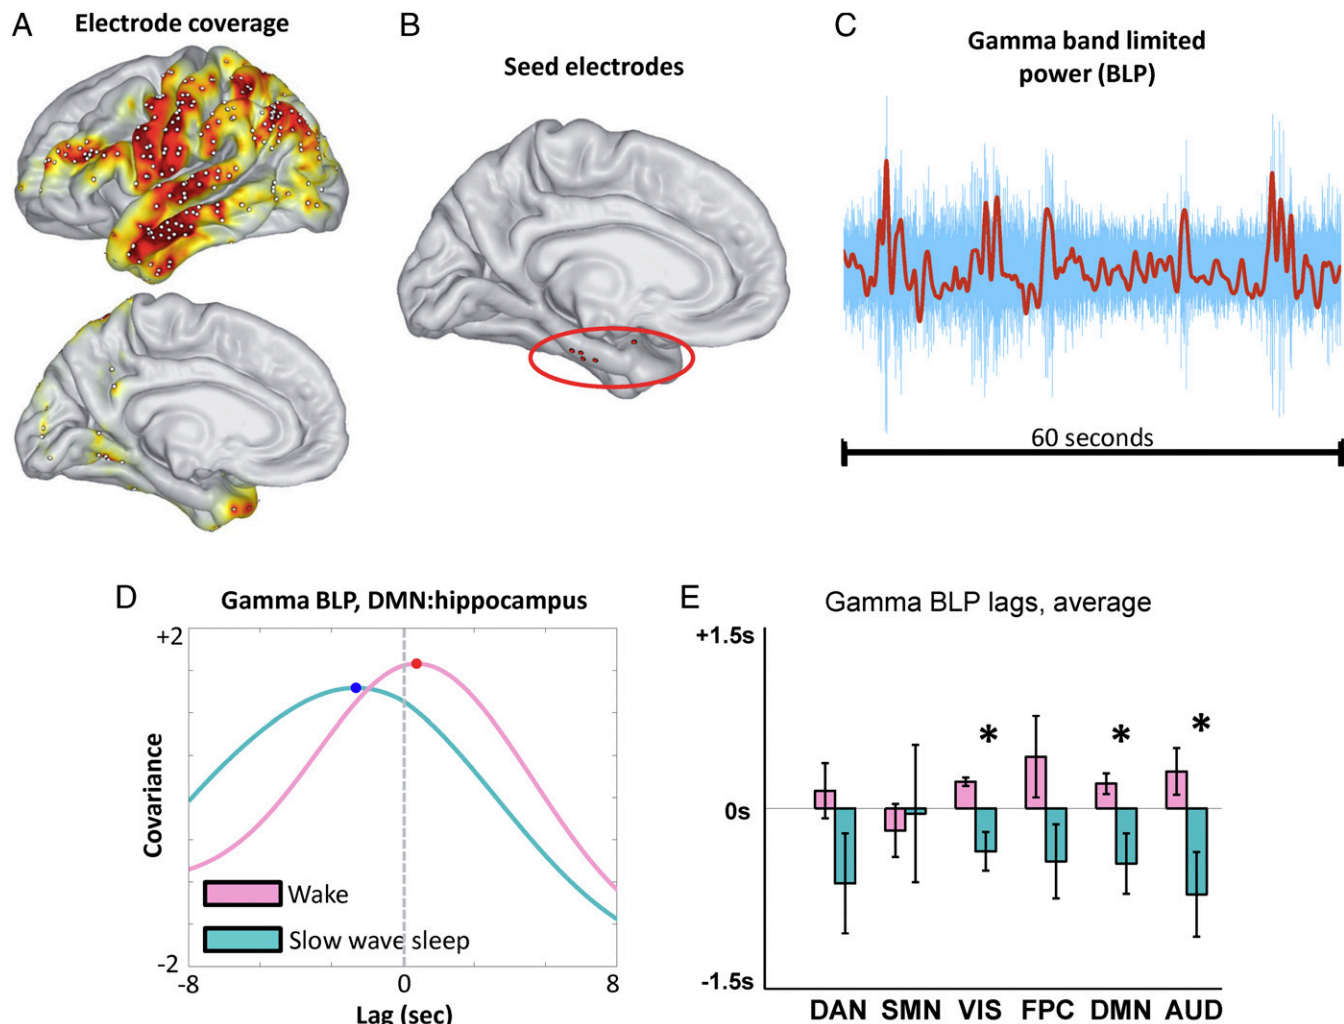 A
Electrode coverage
B
Seed electrodes
C
Gamma band limited
power (BLP)
60 seconds
D
Gamma BLP, DMN:hippocampus
+2
Covariance
-2
Wake
Slow wave sleep
-8
0
8
Lag (sec)
E
Gamma BLP lags, average
+1.5s
0s
-1.5s
*
*
*
DAN SMN VIS FPC DMN AUD